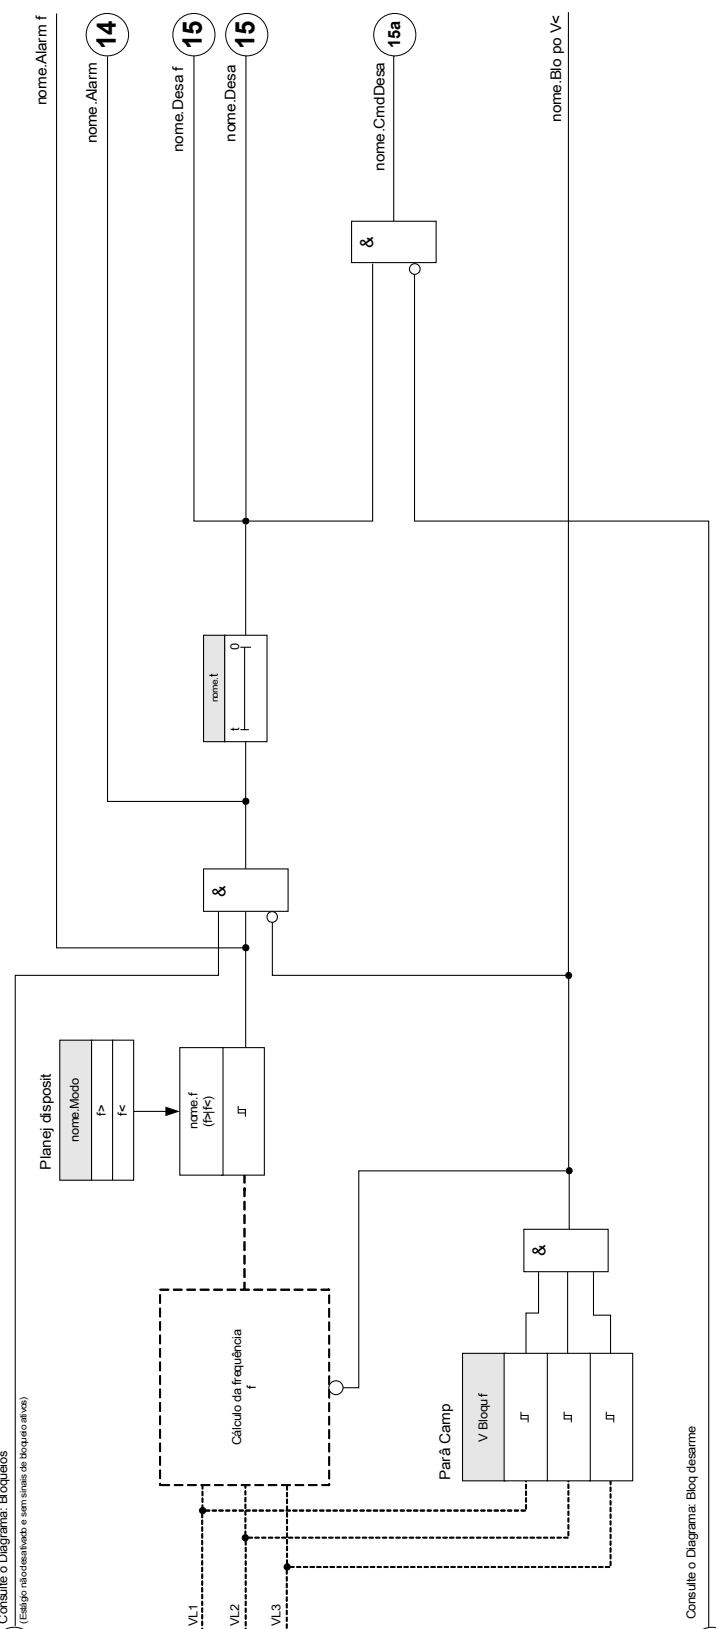 Consulte o Diagrama: Bloqueios
(Estágio não desativado e sem sinais de bloqueio ativos)
nome.Alarm f
nome.Alarm
14
nome.Desa f
15
nome.Desa
15
nome.CmdDesa
15a
nome.Blo po V<
Planej disposit
nome.Modo
f>
f<
nome.f
(f>|f<)
&
nome.t
t
0
&
Cálculo da frequência
f
VL1
VL2
VL3
Parâ Camp
V Bloqu f
&
Consulte o Diagrama: Bloq desarme